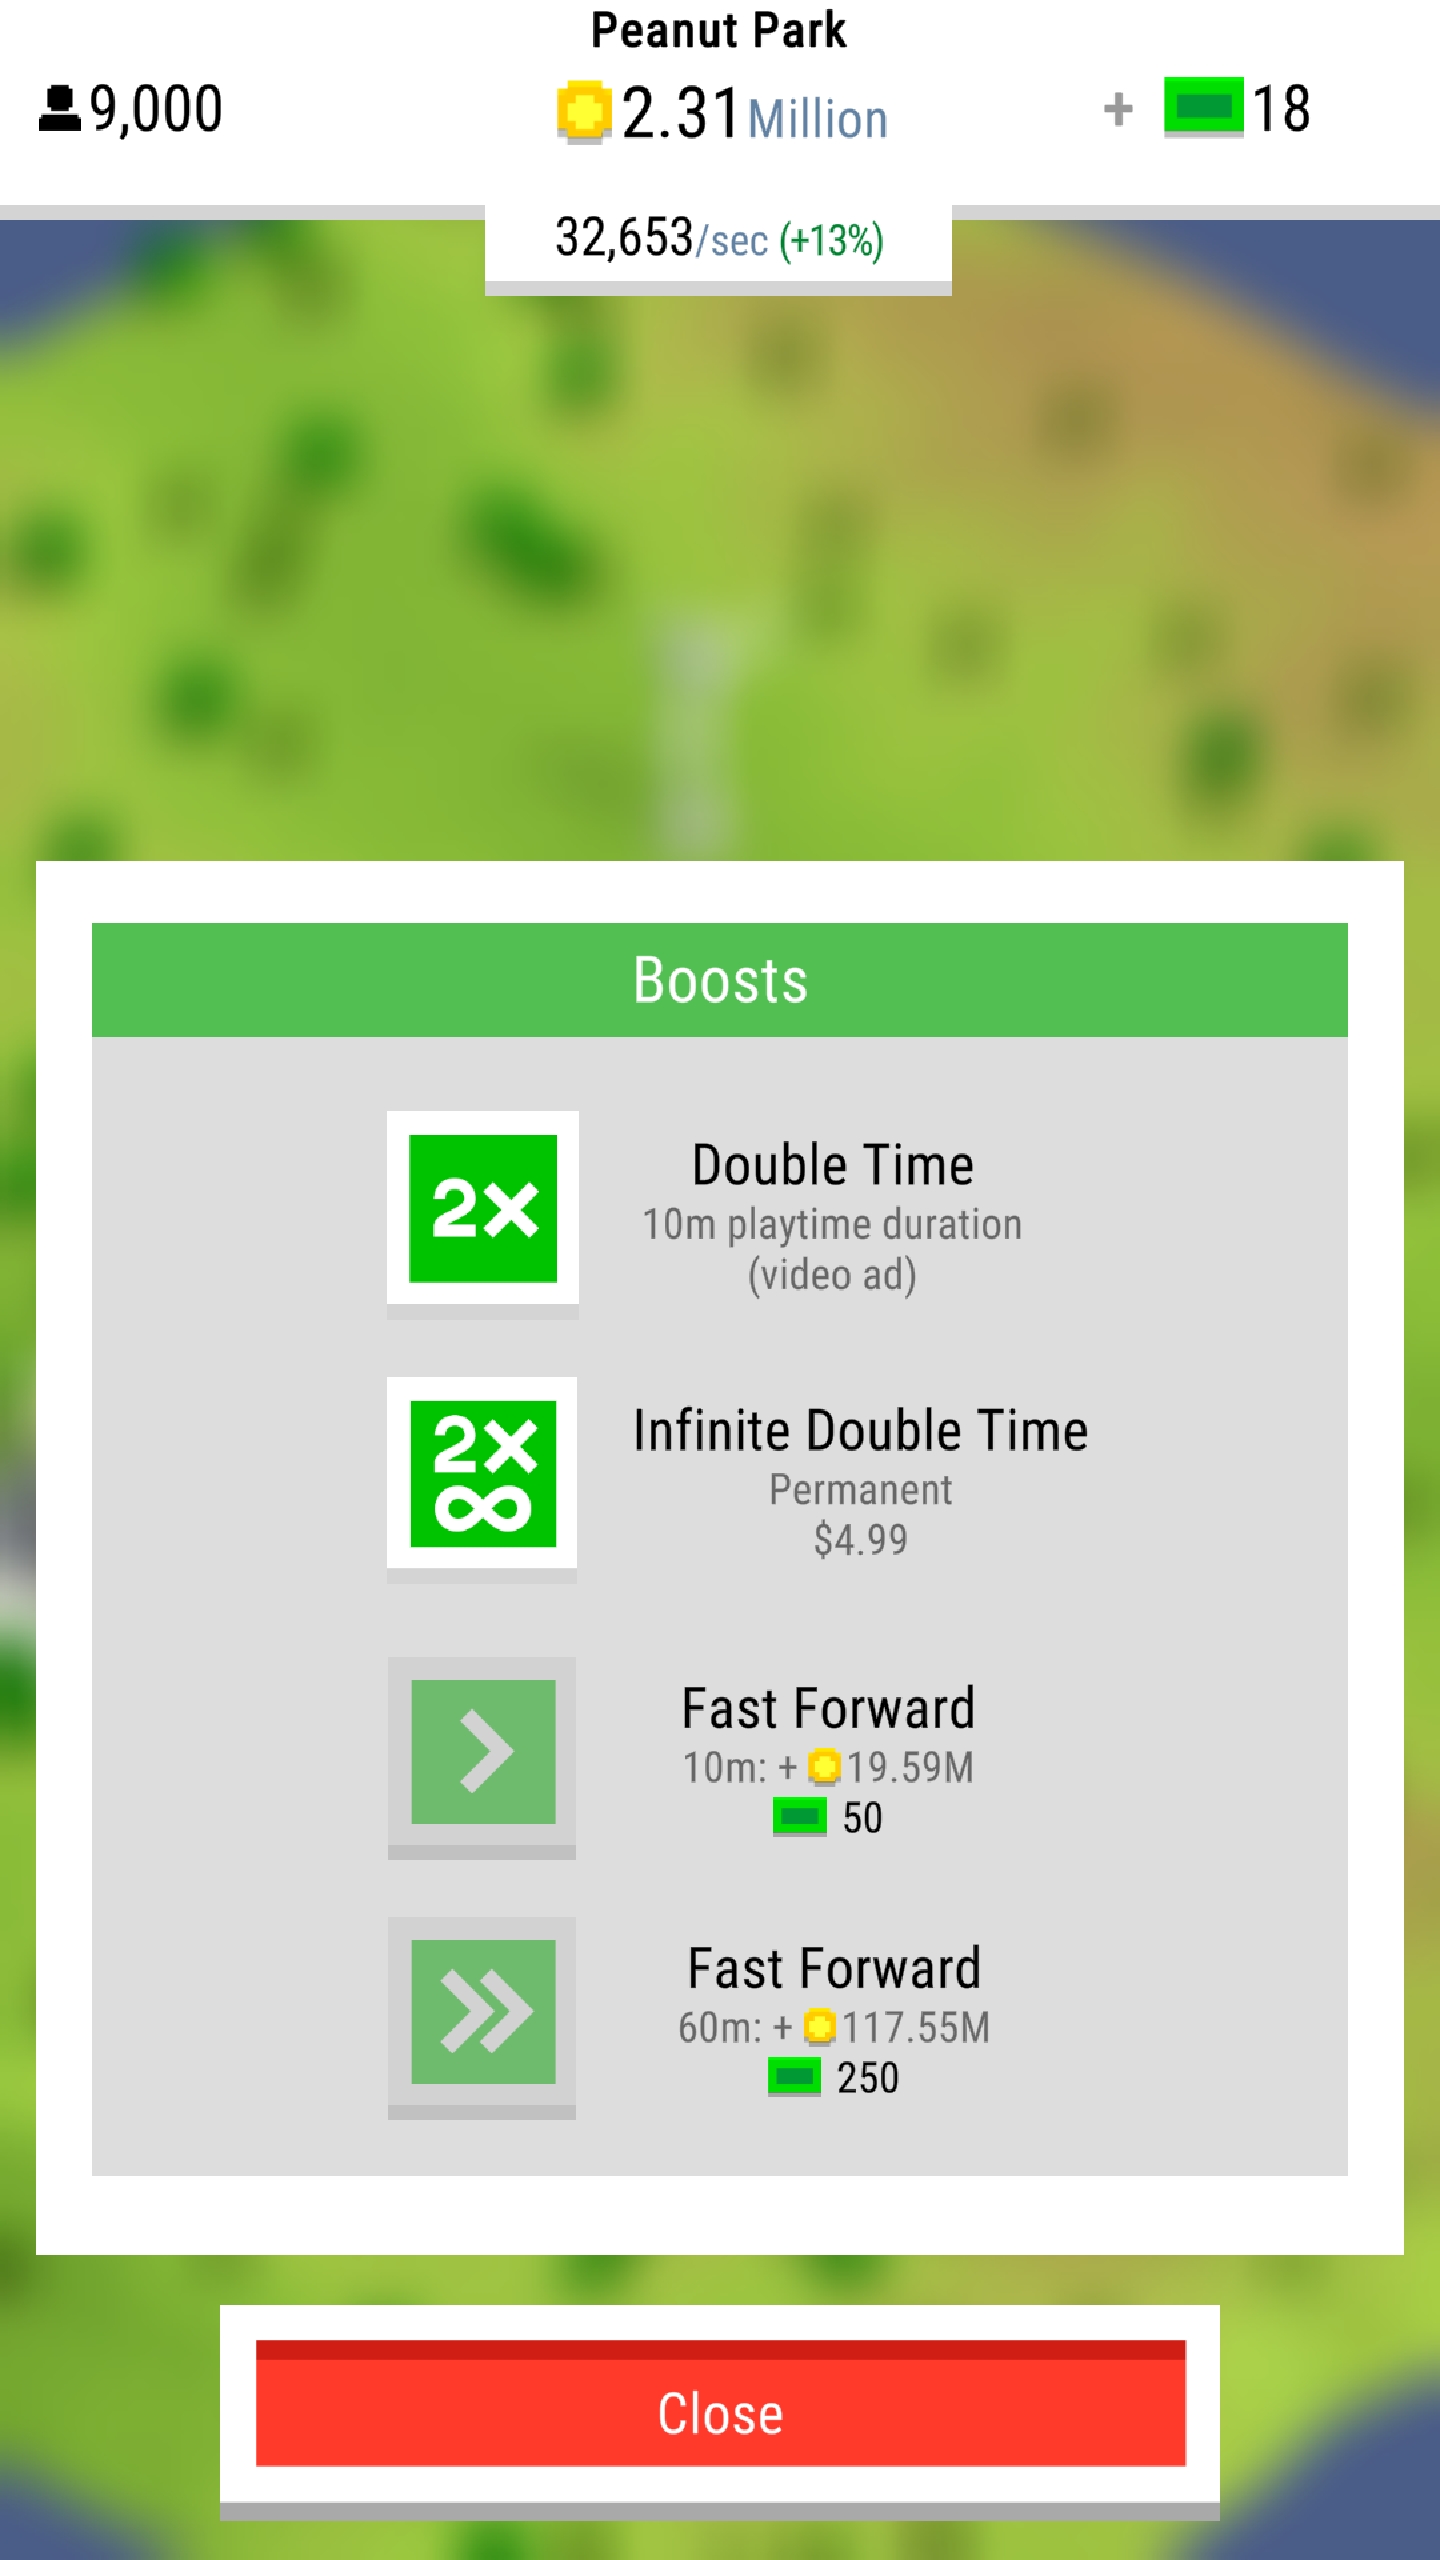 Peanut Park
9,000
2.31 Million
+ 18
32,653/sec (+13%)
Boosts
2×
Double Time
10m playtime duration
(video ad)
2×
∞
Infinite Double Time
Permanent
$4.99
Fast Forward
10m: + 19.59M
50
Fast Forward
60m: + 117.55M
250
Close